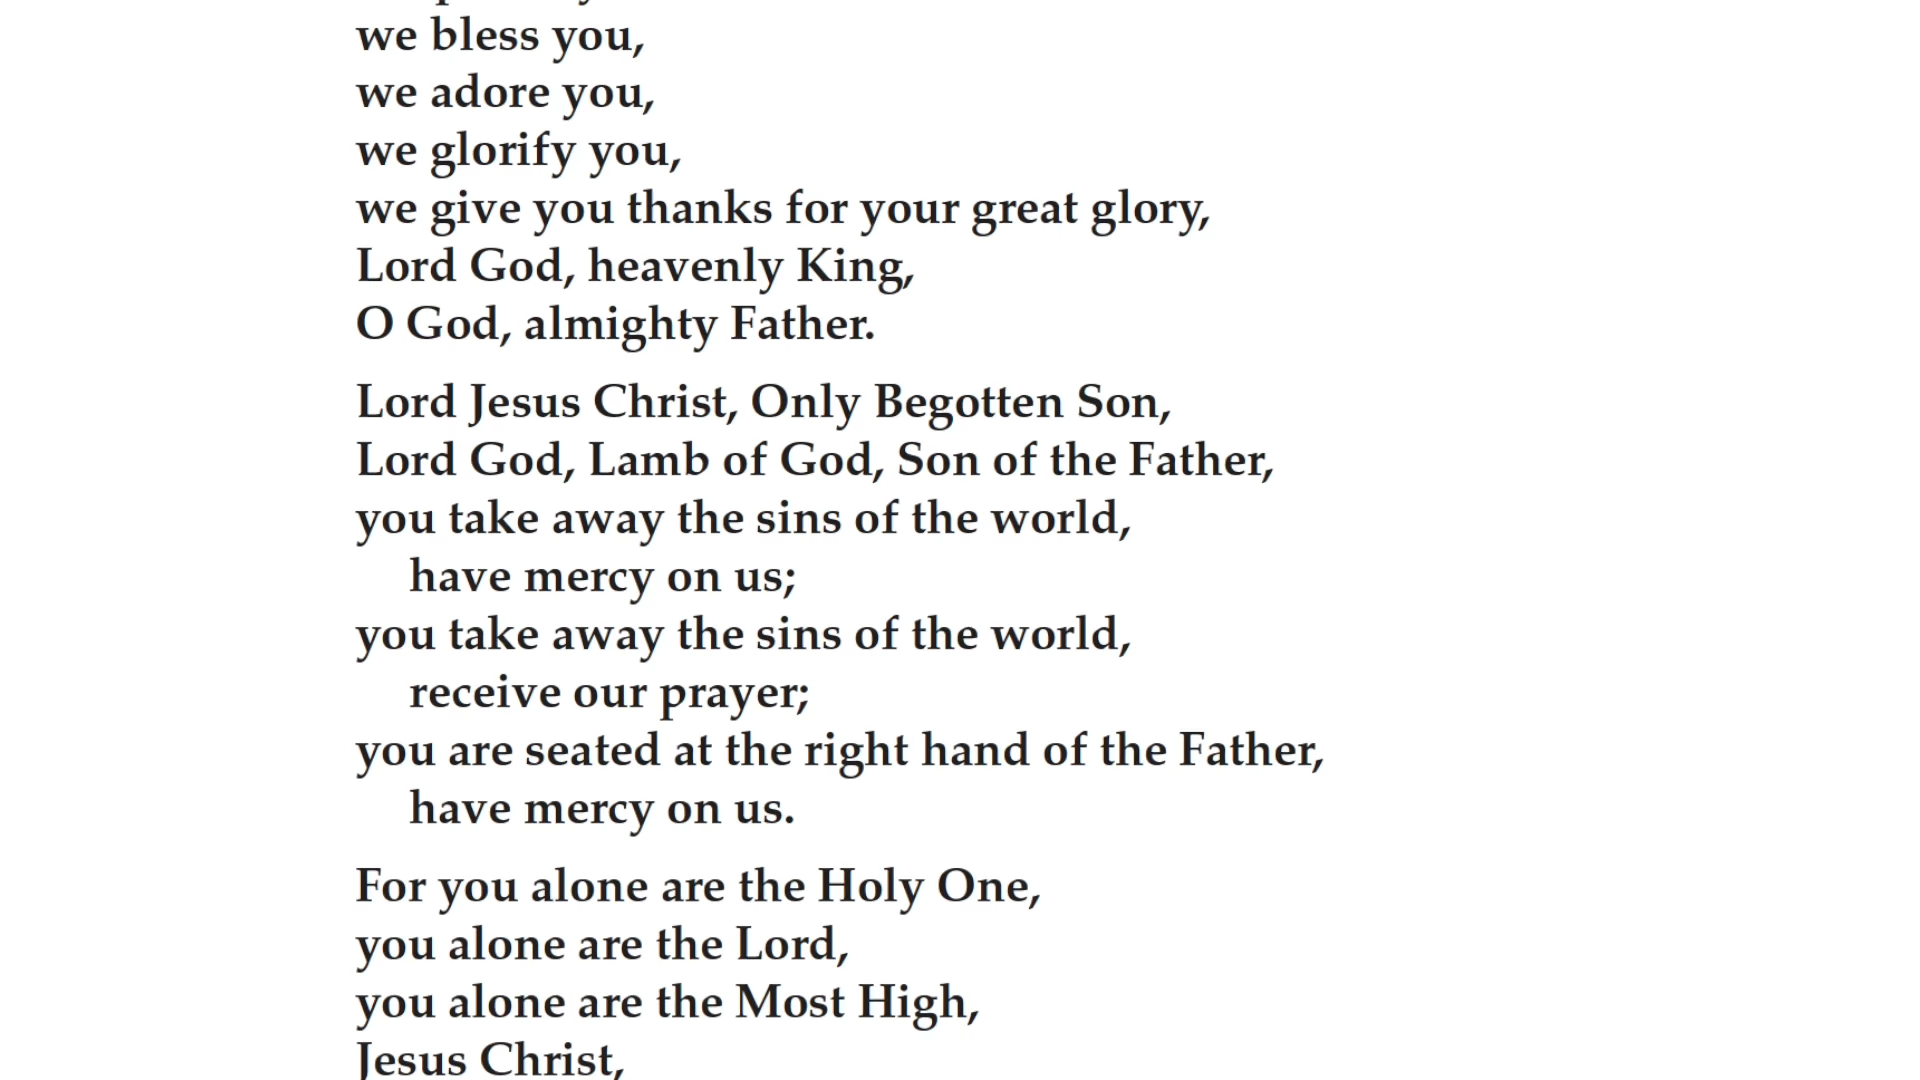 we bless you,
we adore you,
we glorify you,
we give you thanks for your great glory,
Lord God, heavenly King,
O God, almighty Father.
Lord Jesus Christ, Only Begotten Son,
Lord God, Lamb of God, Son of the Father,
you take away the sins of the world,
have mercy on us;
you take away the sins of the world,
receive our prayer;
you are seated at the right hand of the Father,
have mercy on us.
For you alone are the Holy One,
you alone are the Lord,
you alone are the Most High,
Jesus Christ,